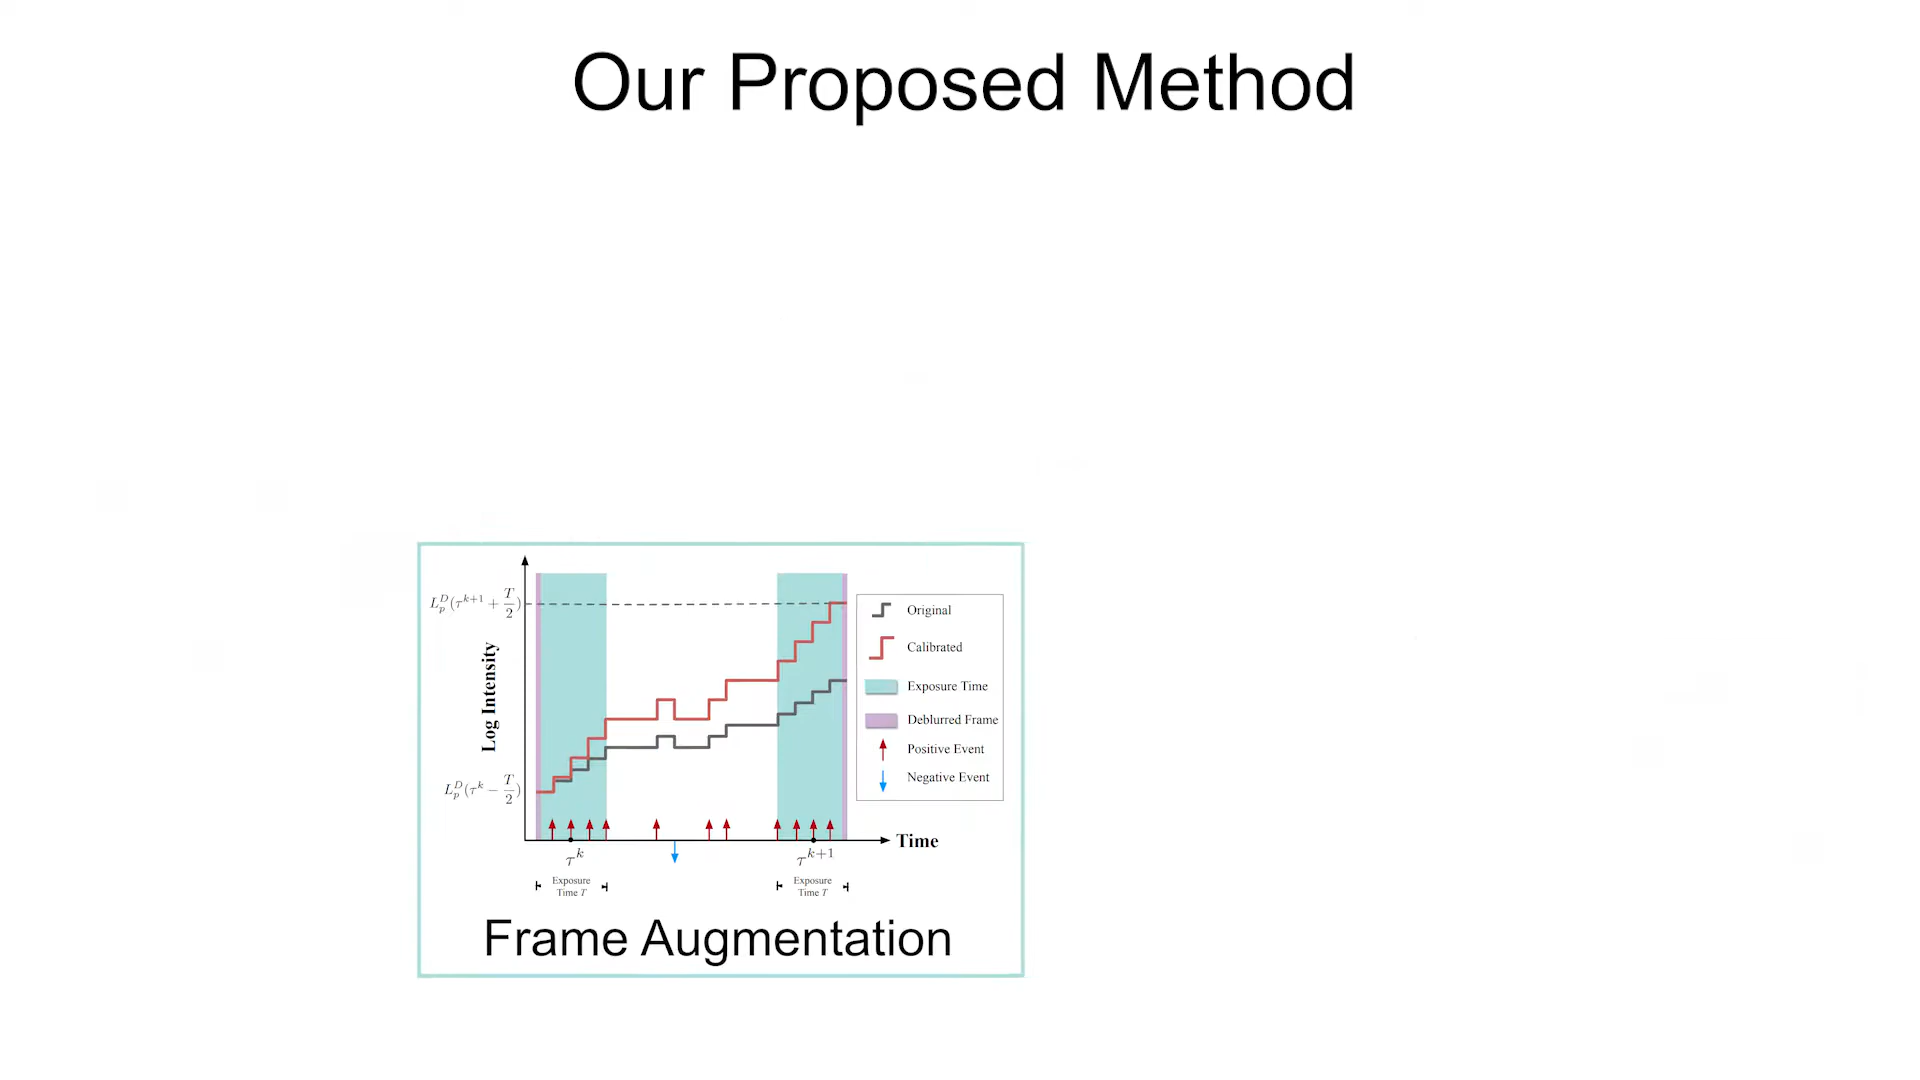 Our Proposed Method
L_p^D(τ^{k+1} + T/2)
Log Intensity
L_p^D(τ^k − T/2)
Original
Calibrated
Exposure Time
Deblurred Frame
Positive Event
Negative Event
Time
τ^k
τ^{k+1}
Exposure
Time T
Exposure
Time T
Frame Augmentation